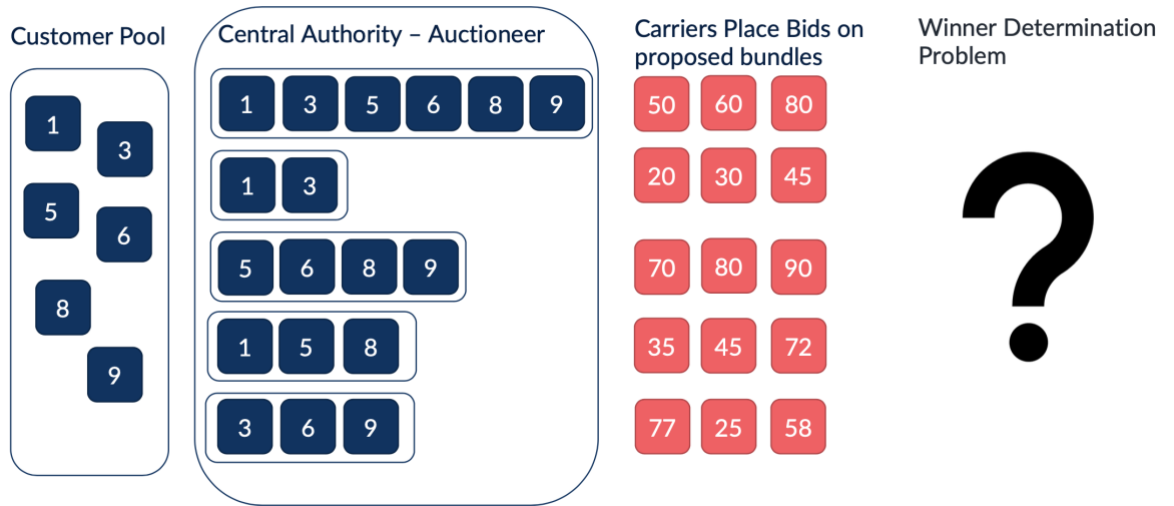 Customer Pool
1
3
5
6
8
9
Central Authority – Auctioneer
1 3 5 6 8 9
1 3
5 6 8 9
1 5 8
3 6 9
Carriers Place Bids on
proposed bundles
50 60 80
20 30 45
70 80 90
35 45 72
77 25 58
Winner Determination
Problem
?